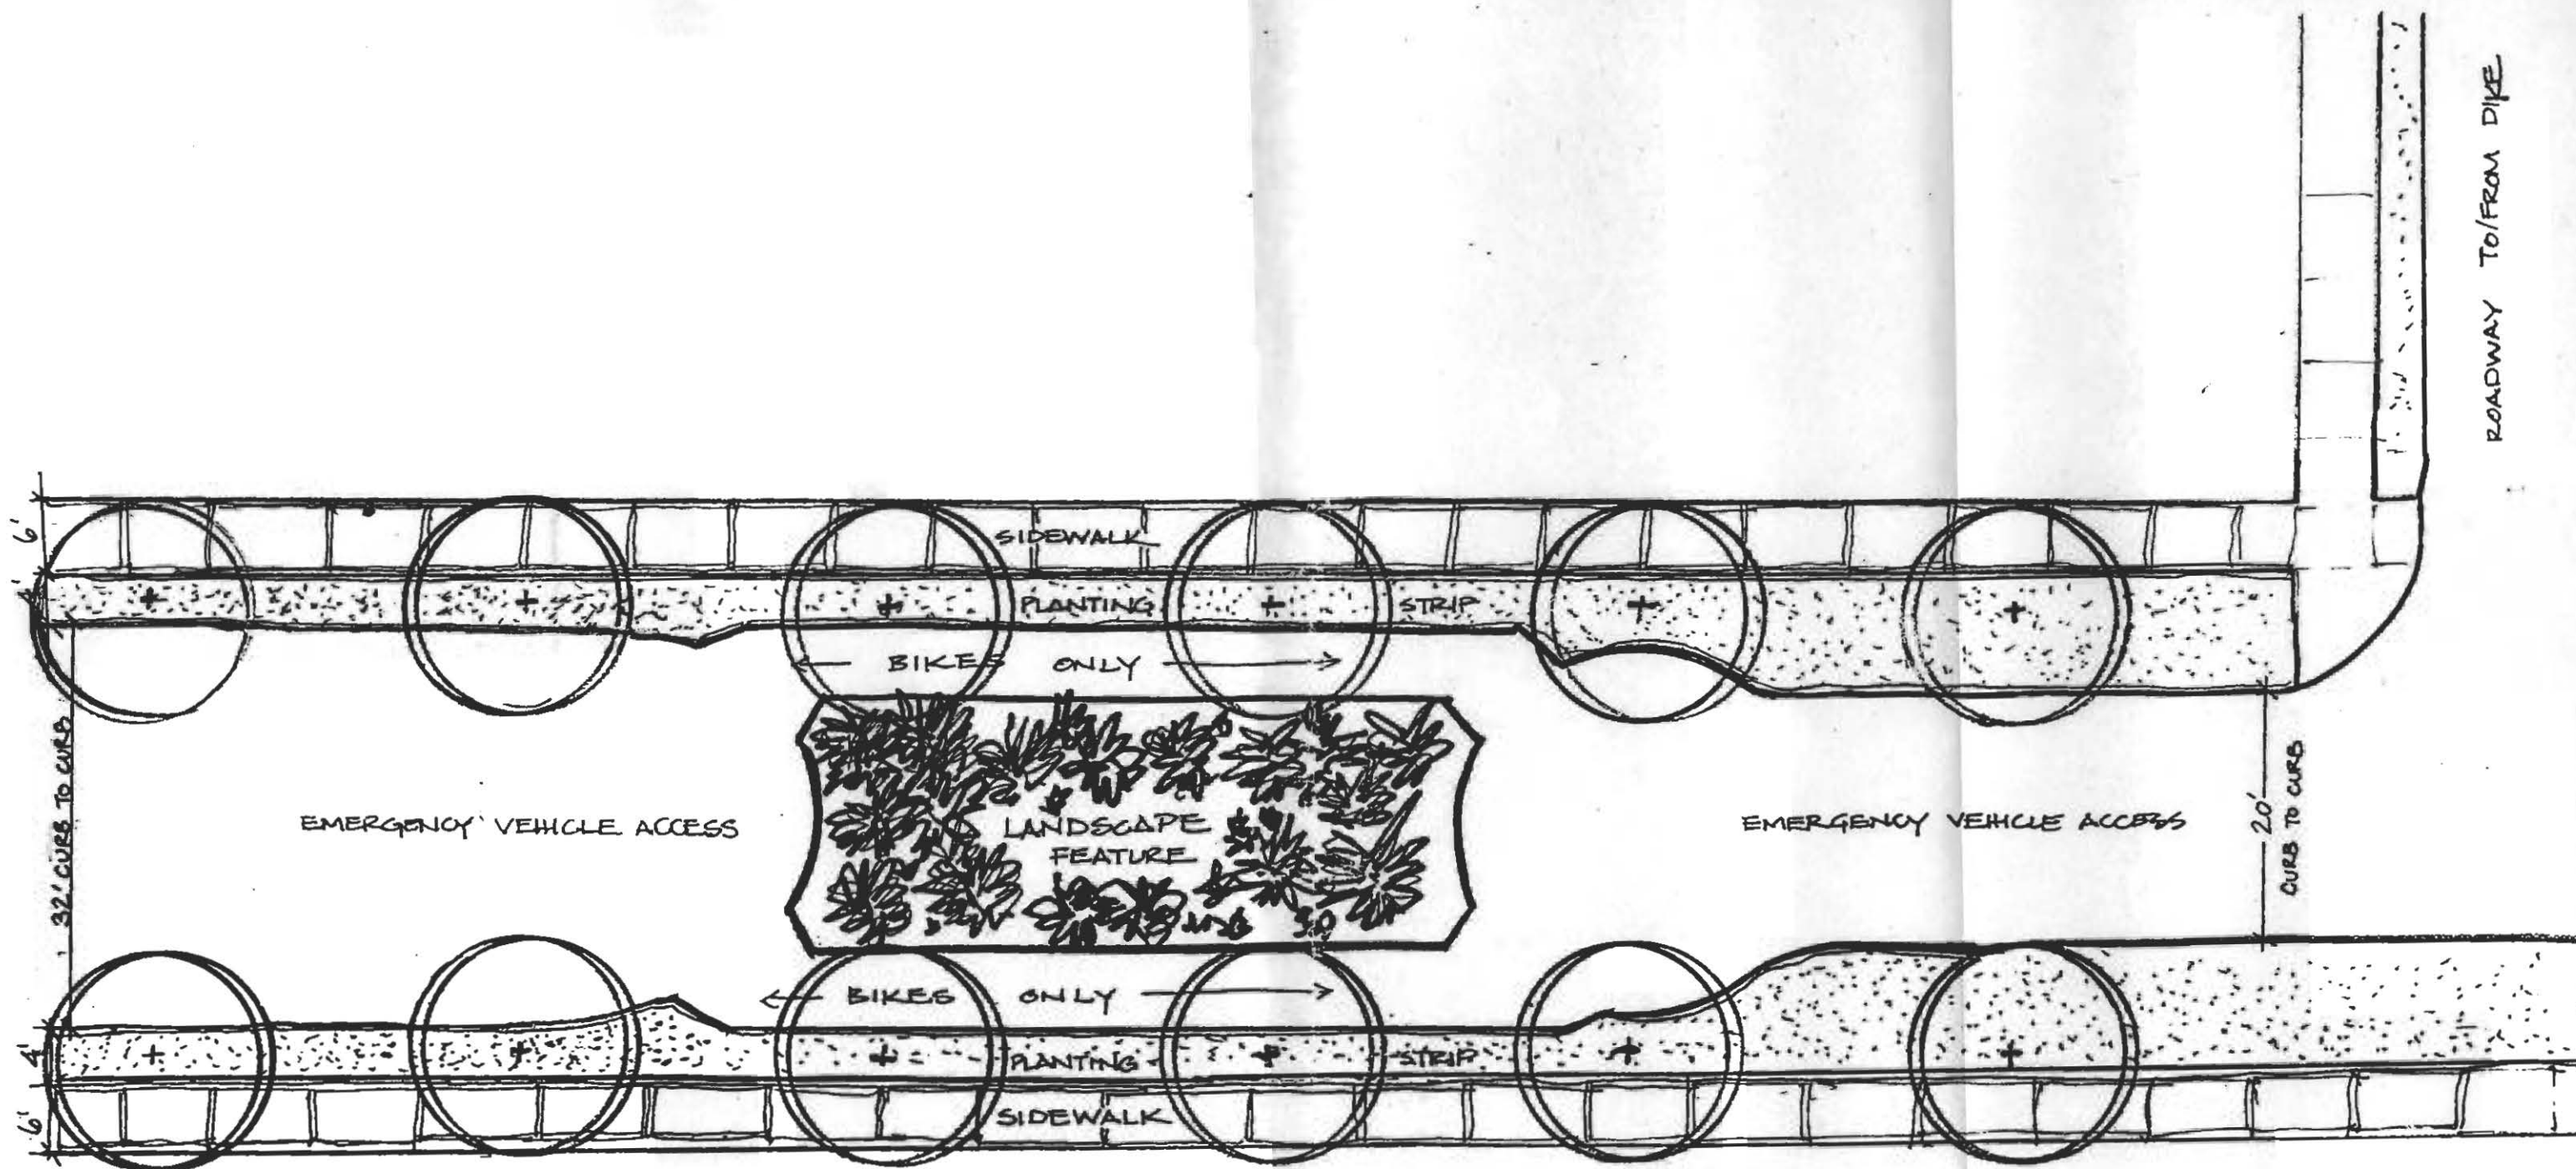 ROADWAY TO/FROM DIKE
6'
SIDEWALK
4'
PLANTING STRIP
← BIKES ONLY →
32' CURB TO CURB
EMERGENCY VEHICLE ACCESS
LANDSCAPE
FEATURE
EMERGENCY VEHICLE ACCESS
20'
CURB TO CURB
← BIKES ONLY →
4'
PLANTING STRIP
6'
SIDEWALK